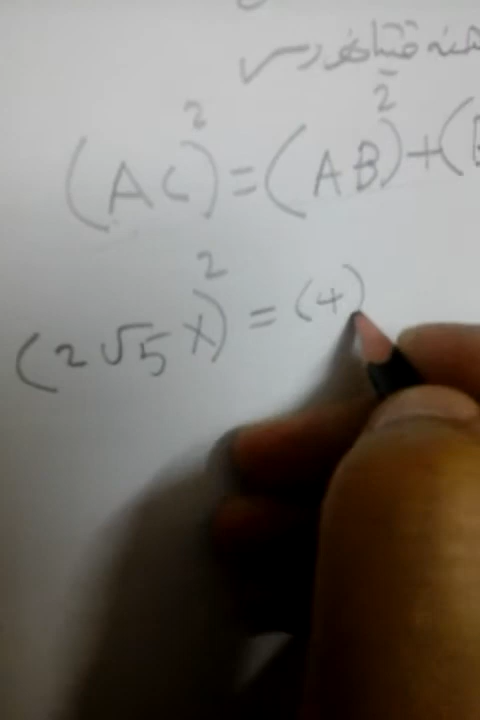 (AC)² = (AB)² + (B
(2√5 x)² = (4)